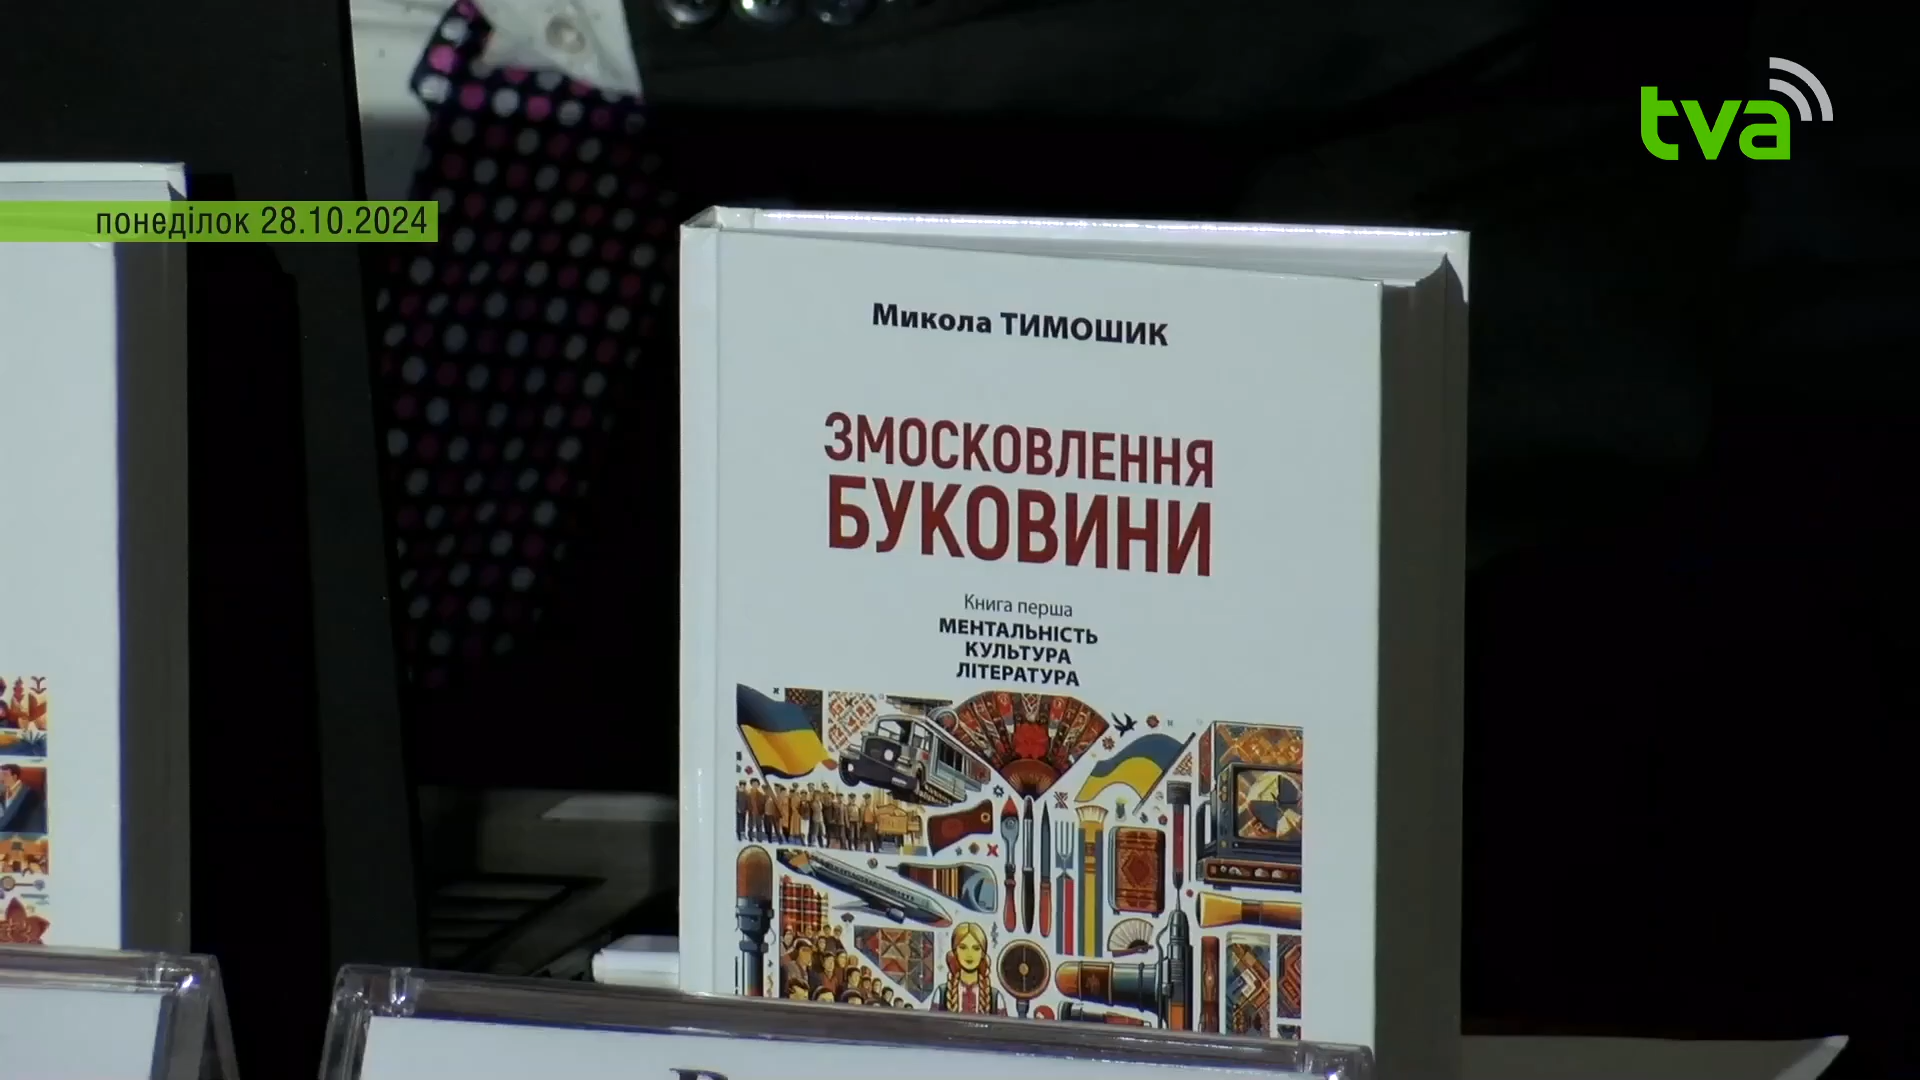 tva
понеділок 28.10.2024
Микола ТИМОШИК
ЗМОСКОВЛЕННЯ
БУКОВИНИ
Книга перша
МЕНТАЛЬНІСТЬ
КУЛЬТУРА
ЛІТЕРАТУРА